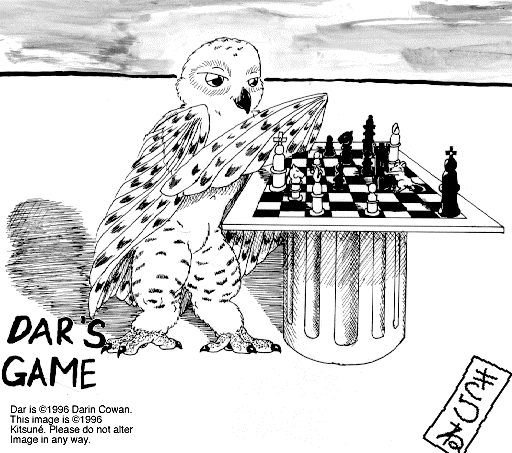 DAR'S
GAME
Dar is ©1996 Darin Cowan.
This image is ©1996
Kitsuné. Please do not alter
Image in any way.